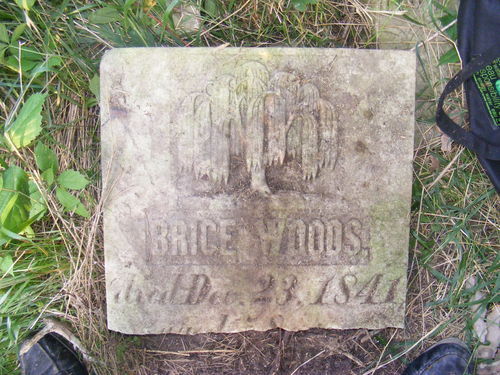 BRICE WOODS.
died Dec. 23, 1841